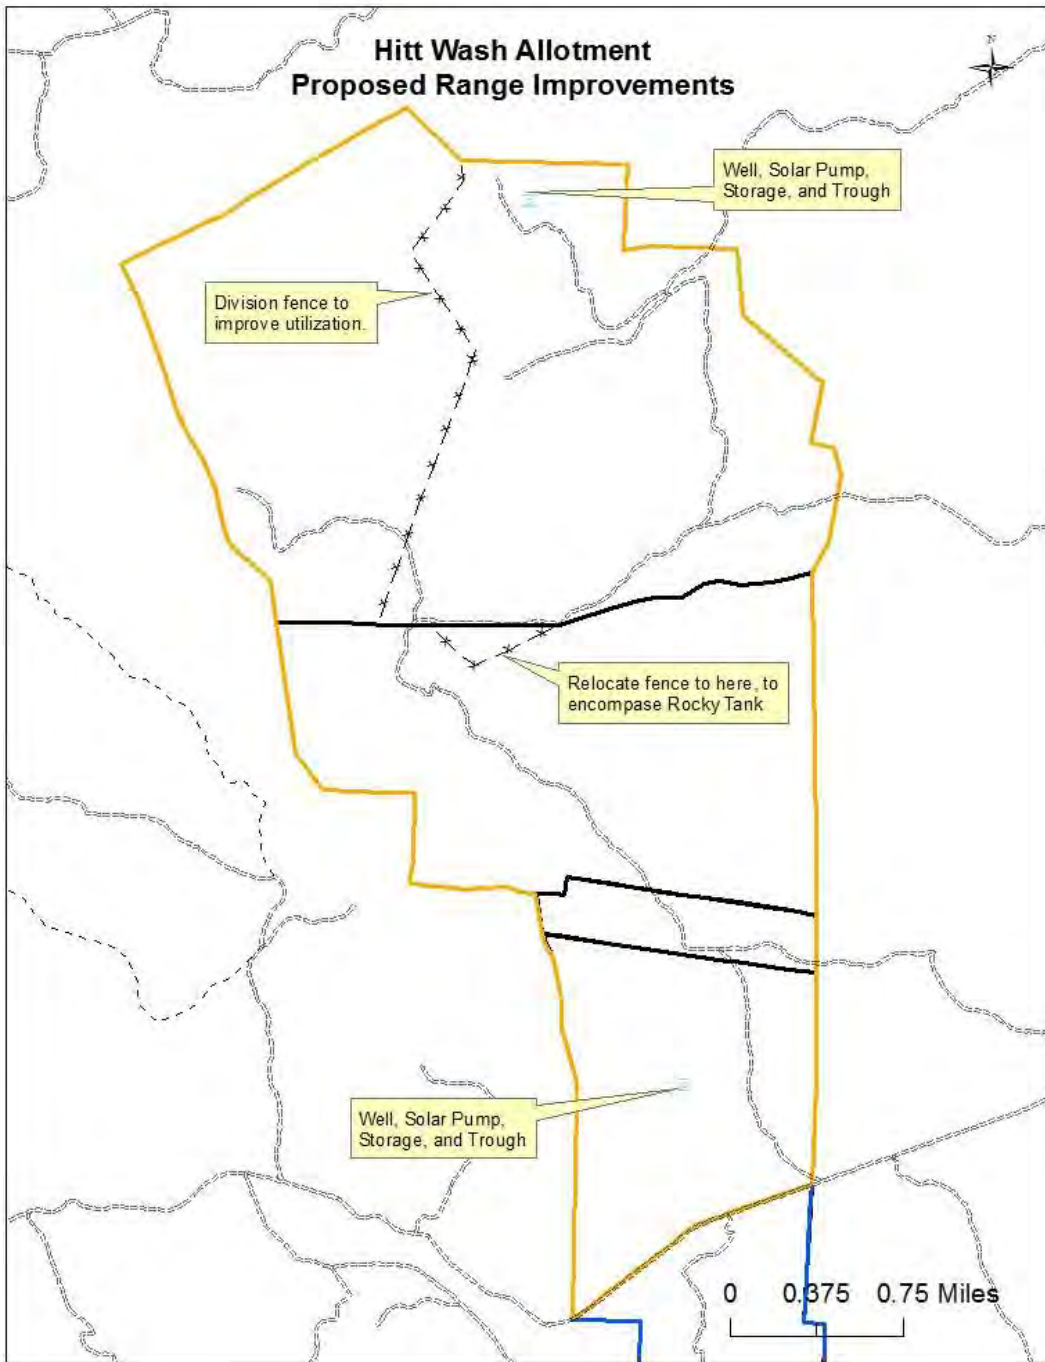 Hitt Wash Allotment
Proposed Range Improvements
N
Well, Solar Pump,
Storage, and Trough
Division fence to
improve utilization.
Relocate fence to here, to
encompase Rocky Tank
Well, Solar Pump,
Storage, and Trough
0 0.375 0.75 Miles